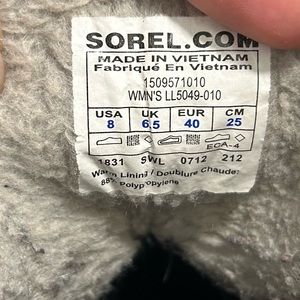 SOREL.COM
MADE IN VIETNAM
Fabriqué En Vietnam
1509571010
WMN'S LL5049-010
USA UK EUR CM
8 6.5 40 25
ECA-4
1831 SWL 0712 212
Warm Lining / Doublure Chaude:
88% polypropylene